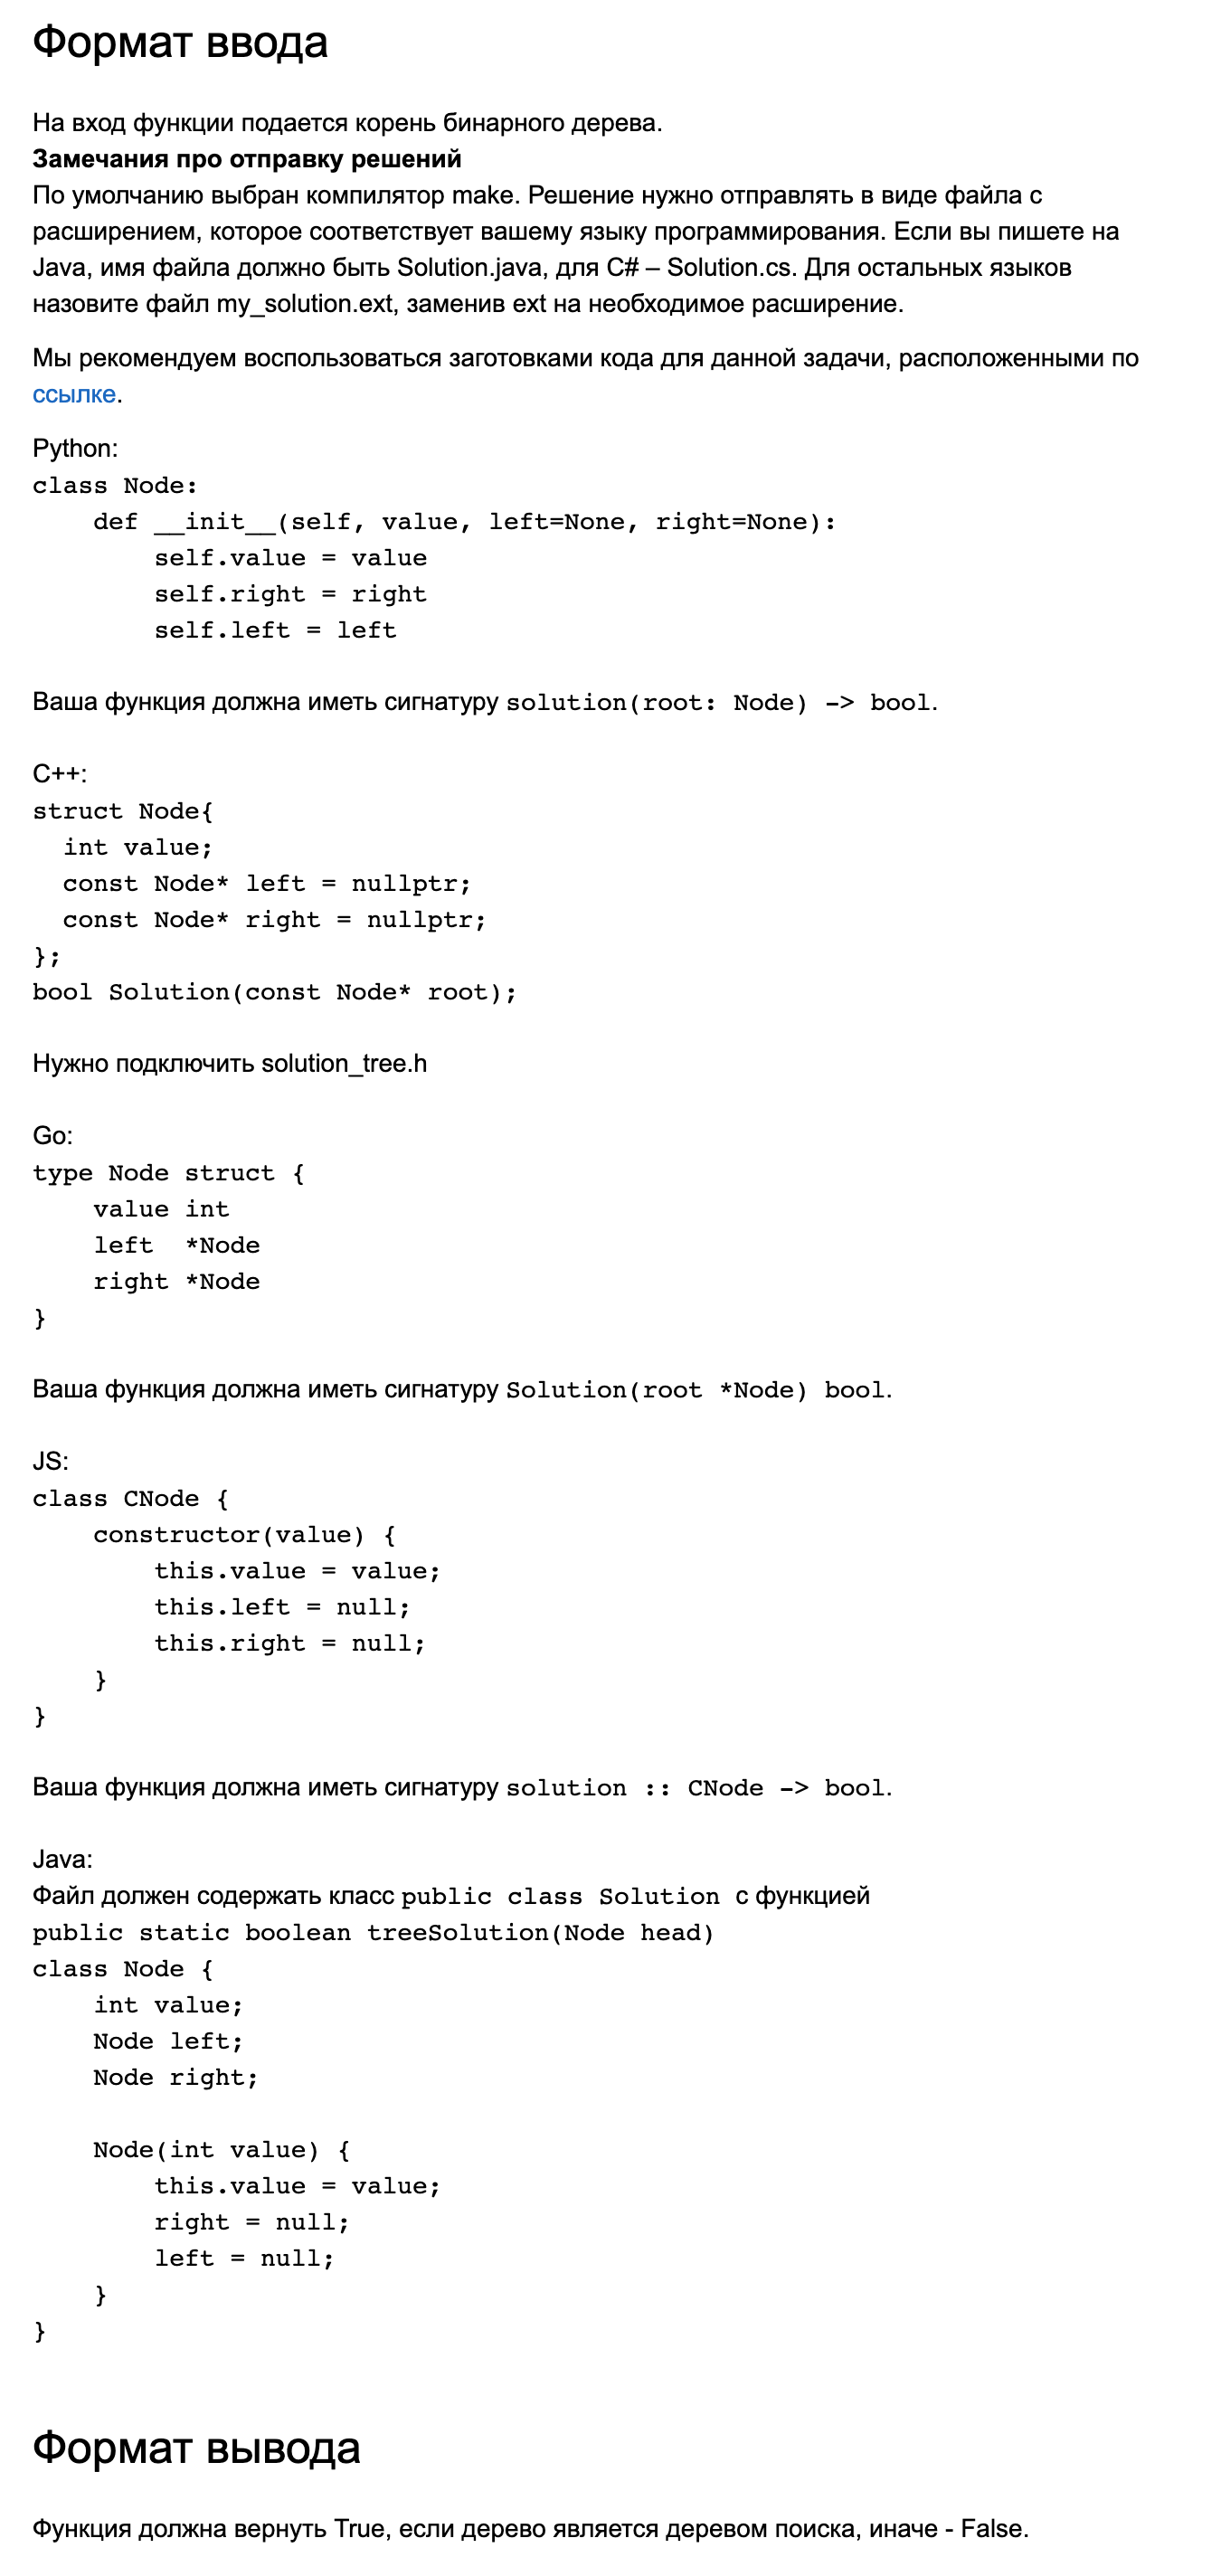 Формат ввода
На вход функции подается корень бинарного дерева.
Замечания про отправку решений
По умолчанию выбран компилятор make. Решение нужно отправлять в виде файла с
расширением, которое соответствует вашему языку программирования. Если вы пишете на
Java, имя файла должно быть Solution.java, для C# – Solution.cs. Для остальных языков
назовите файл my_solution.ext, заменив ext на необходимое расширение.
Мы рекомендуем воспользоваться заготовками кода для данной задачи, расположенными по
ссылке.
Python:
class Node:
    def __init__(self, value, left=None, right=None):
        self.value = value
        self.right = right
        self.left = left
Ваша функция должна иметь сигнатуру solution(root: Node) -> bool.
C++:
struct Node{
  int value;
  const Node* left = nullptr;
  const Node* right = nullptr;
};
bool Solution(const Node* root);
Нужно подключить solution_tree.h
Go:
type Node struct {
    value int
    left  *Node
    right *Node
}
Ваша функция должна иметь сигнатуру Solution(root *Node) bool.
JS:
class CNode {
    constructor(value) {
        this.value = value;
        this.left = null;
        this.right = null;
    }
}
Ваша функция должна иметь сигнатуру solution :: CNode -> bool.
Java:
Файл должен содержать класс public class Solution с функцией
public static boolean treeSolution(Node head)
class Node {
    int value;
    Node left;
    Node right;
    Node(int value) {
        this.value = value;
        right = null;
        left = null;
    }
}
Формат вывода
Функция должна вернуть True, если дерево является деревом поиска, иначе - False.